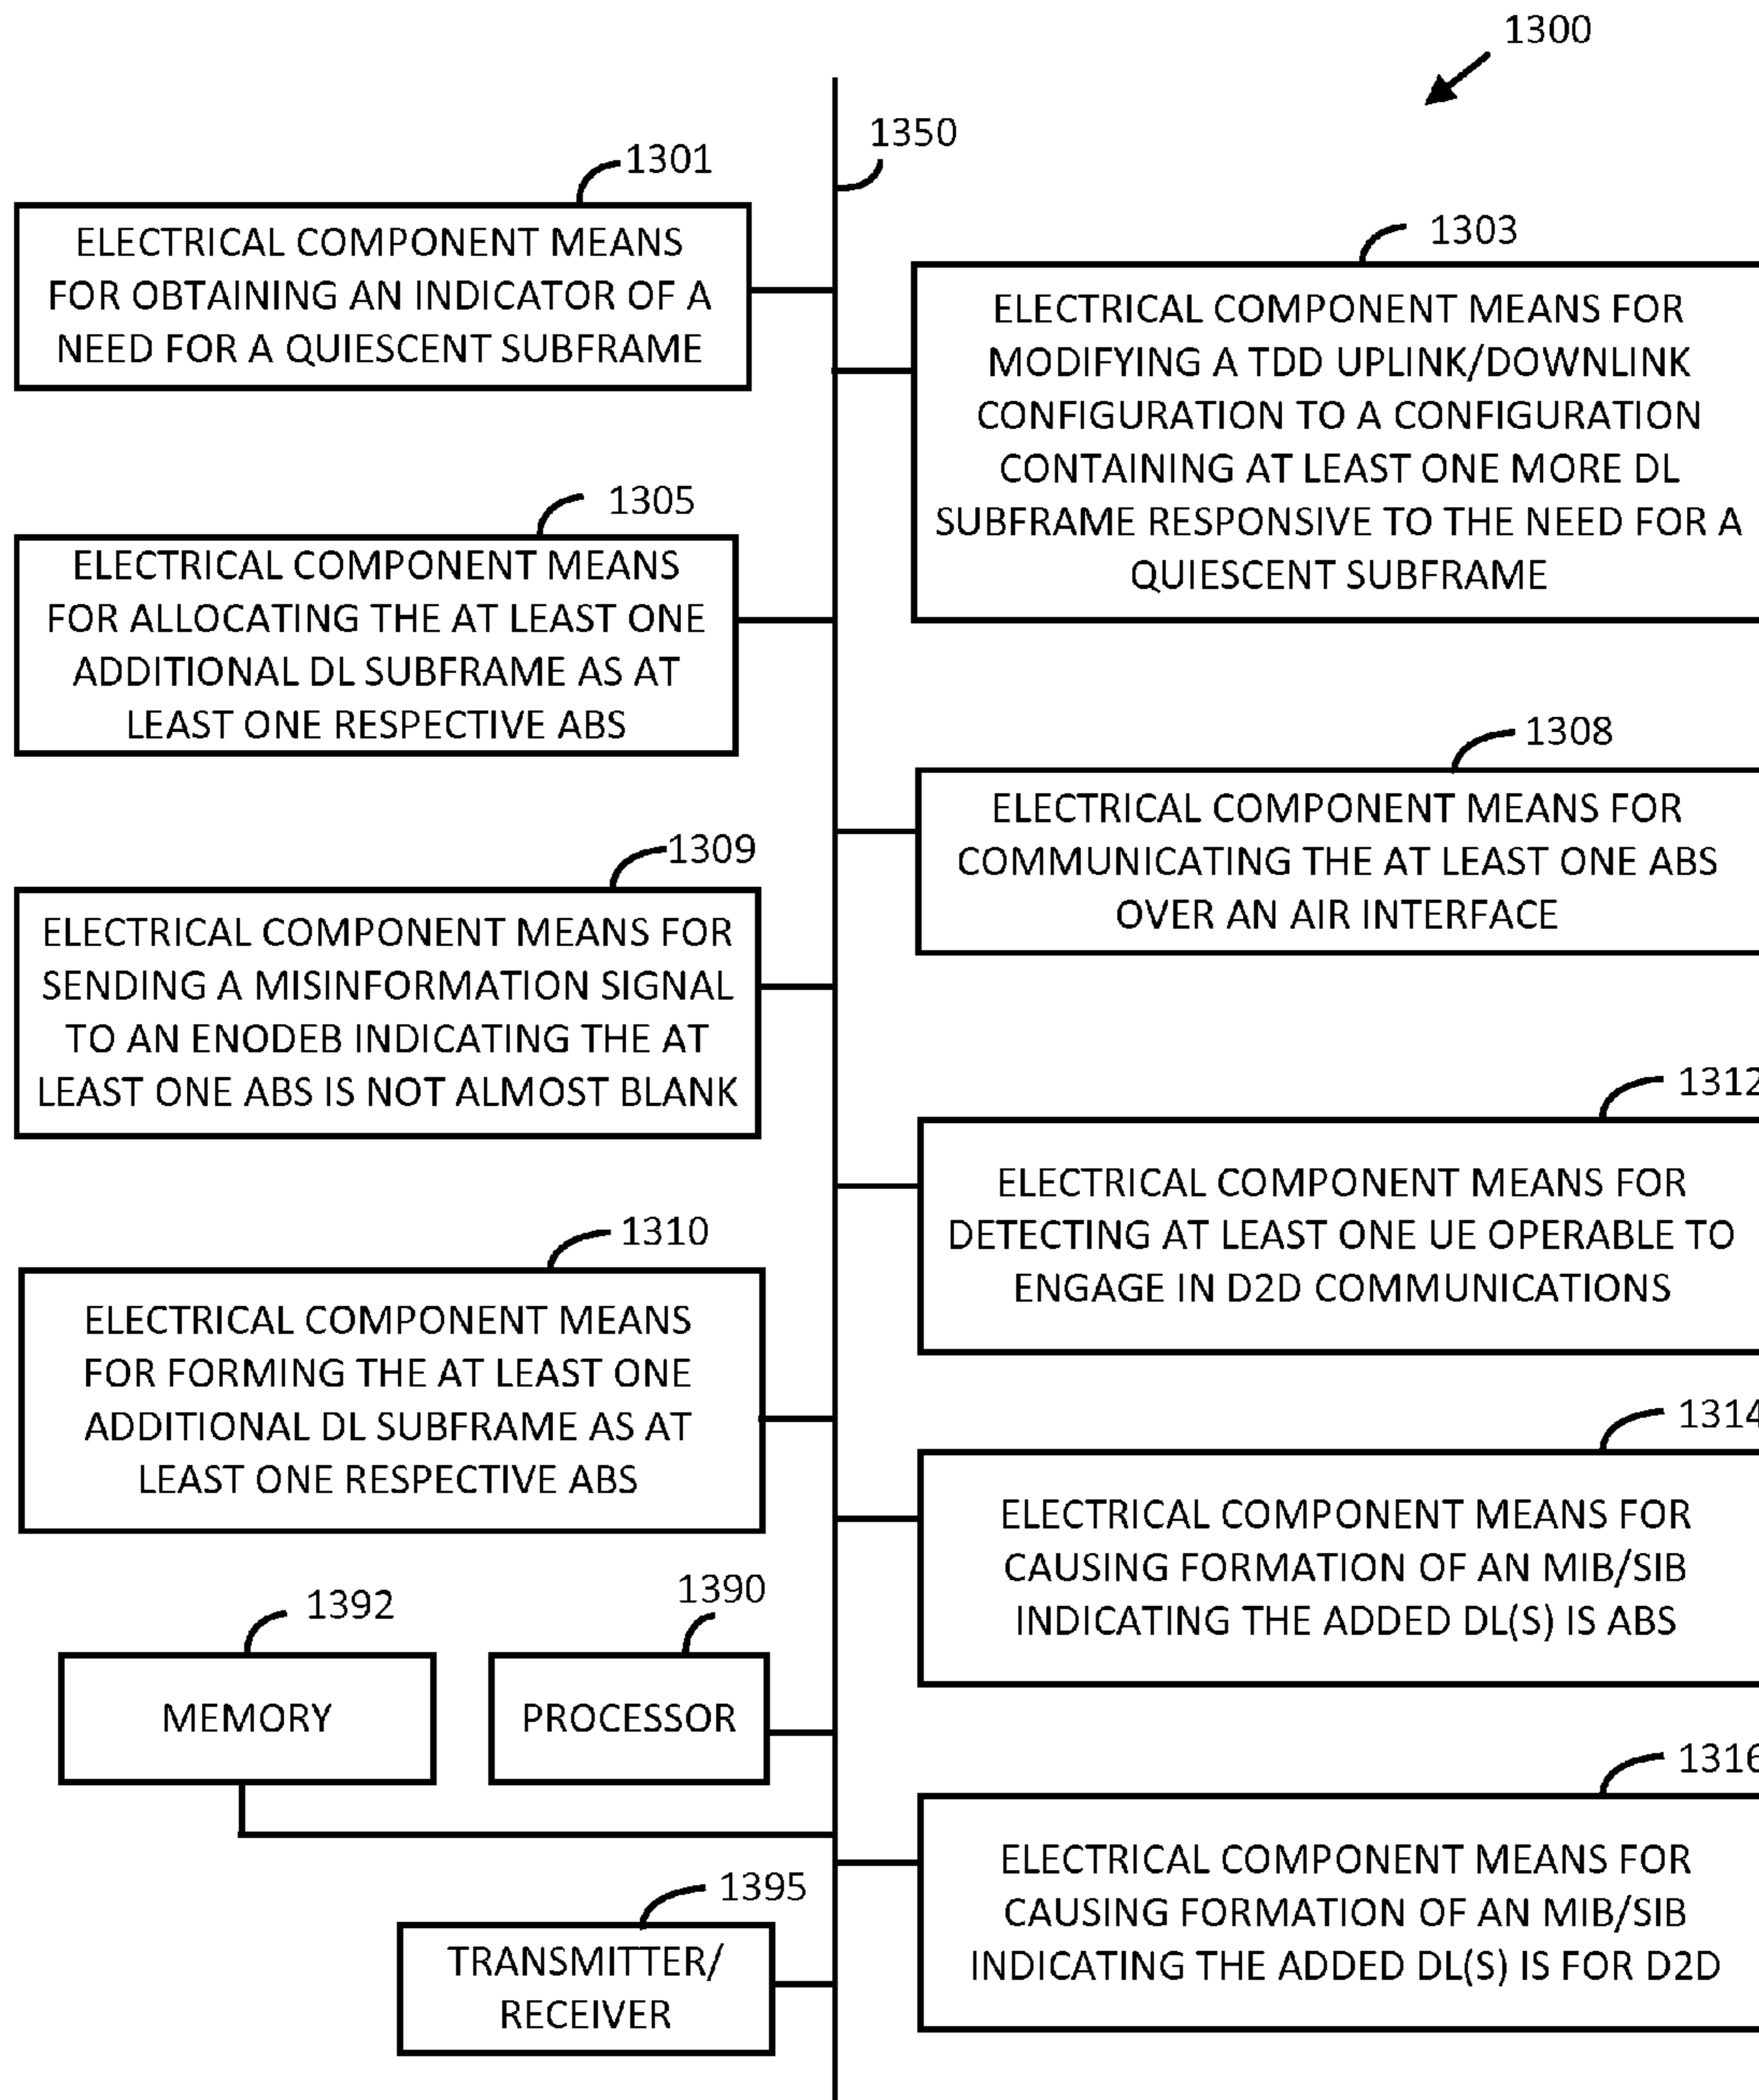 1300
1350
1301
ELECTRICAL COMPONENT MEANS
FOR OBTAINING AN INDICATOR OF A
NEED FOR A QUIESCENT SUBFRAME
1303
ELECTRICAL COMPONENT MEANS FOR
MODIFYING A TDD UPLINK/DOWNLINK
CONFIGURATION TO A CONFIGURATION
CONTAINING AT LEAST ONE MORE DL
SUBFRAME RESPONSIVE TO THE NEED FOR A
QUIESCENT SUBFRAME
1305
ELECTRICAL COMPONENT MEANS
FOR ALLOCATING THE AT LEAST ONE
ADDITIONAL DL SUBFRAME AS AT
LEAST ONE RESPECTIVE ABS
1308
ELECTRICAL COMPONENT MEANS FOR
COMMUNICATING THE AT LEAST ONE ABS
OVER AN AIR INTERFACE
1309
ELECTRICAL COMPONENT MEANS FOR
SENDING A MISINFORMATION SIGNAL
TO AN ENODEB INDICATING THE AT
LEAST ONE ABS IS NOT ALMOST BLANK
1312
ELECTRICAL COMPONENT MEANS FOR
DETECTING AT LEAST ONE UE OPERABLE TO
ENGAGE IN D2D COMMUNICATIONS
1310
ELECTRICAL COMPONENT MEANS
FOR FORMING THE AT LEAST ONE
ADDITIONAL DL SUBFRAME AS AT
LEAST ONE RESPECTIVE ABS
1314
ELECTRICAL COMPONENT MEANS FOR
CAUSING FORMATION OF AN MIB/SIB
INDICATING THE ADDED DL(S) IS ABS
1392
MEMORY
1390
PROCESSOR
1316
ELECTRICAL COMPONENT MEANS FOR
CAUSING FORMATION OF AN MIB/SIB
INDICATING THE ADDED DL(S) IS FOR D2D
1395
TRANSMITTER/
RECEIVER